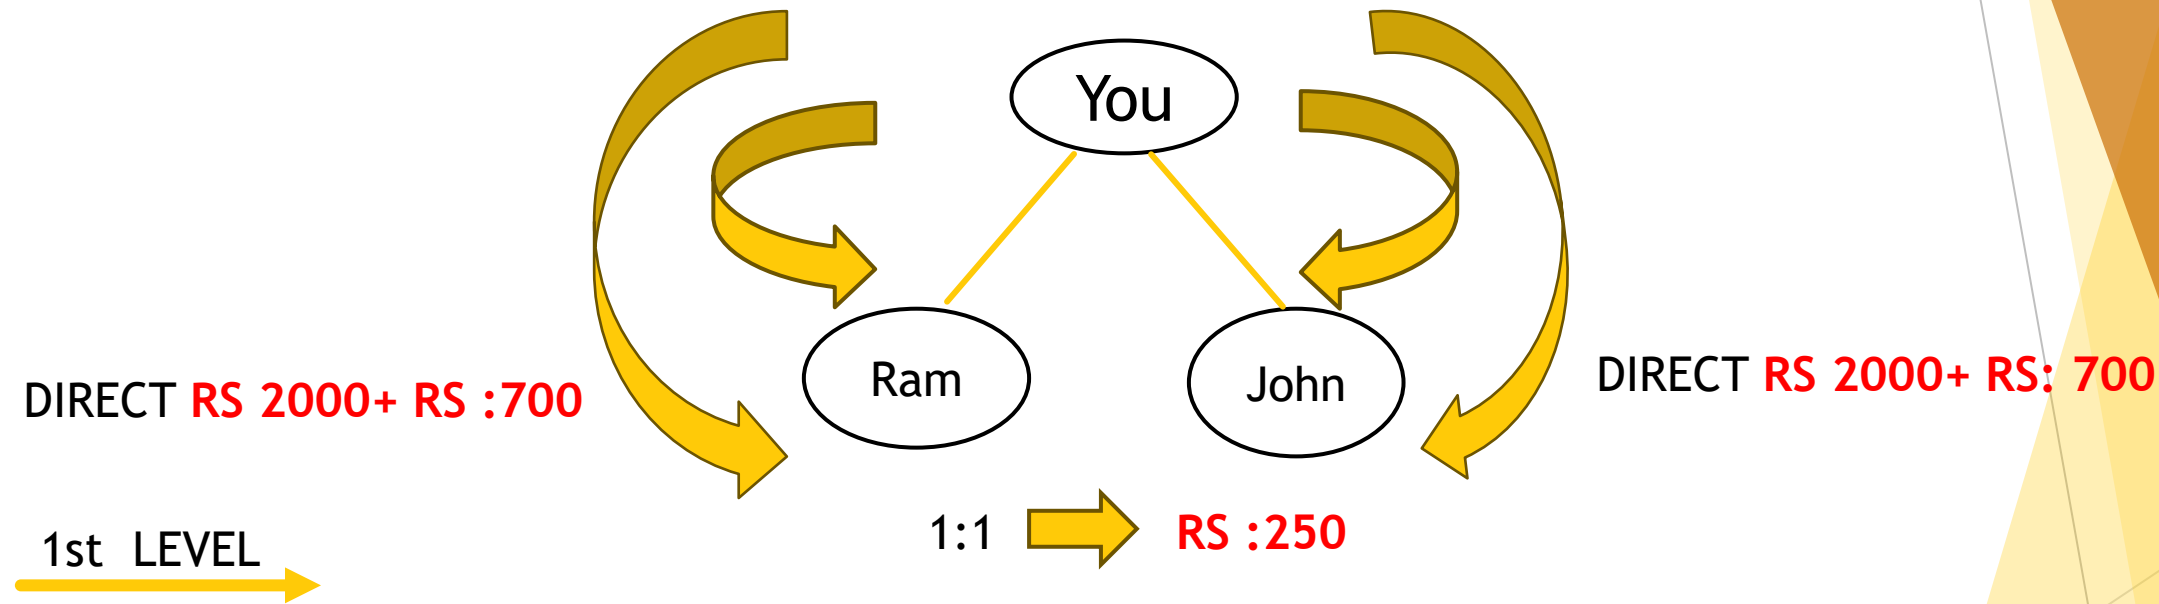 You
Ram
John
DIRECT RS 2000+ RS :700
DIRECT RS 2000+ RS: 700
1:1
RS :250
1st LEVEL